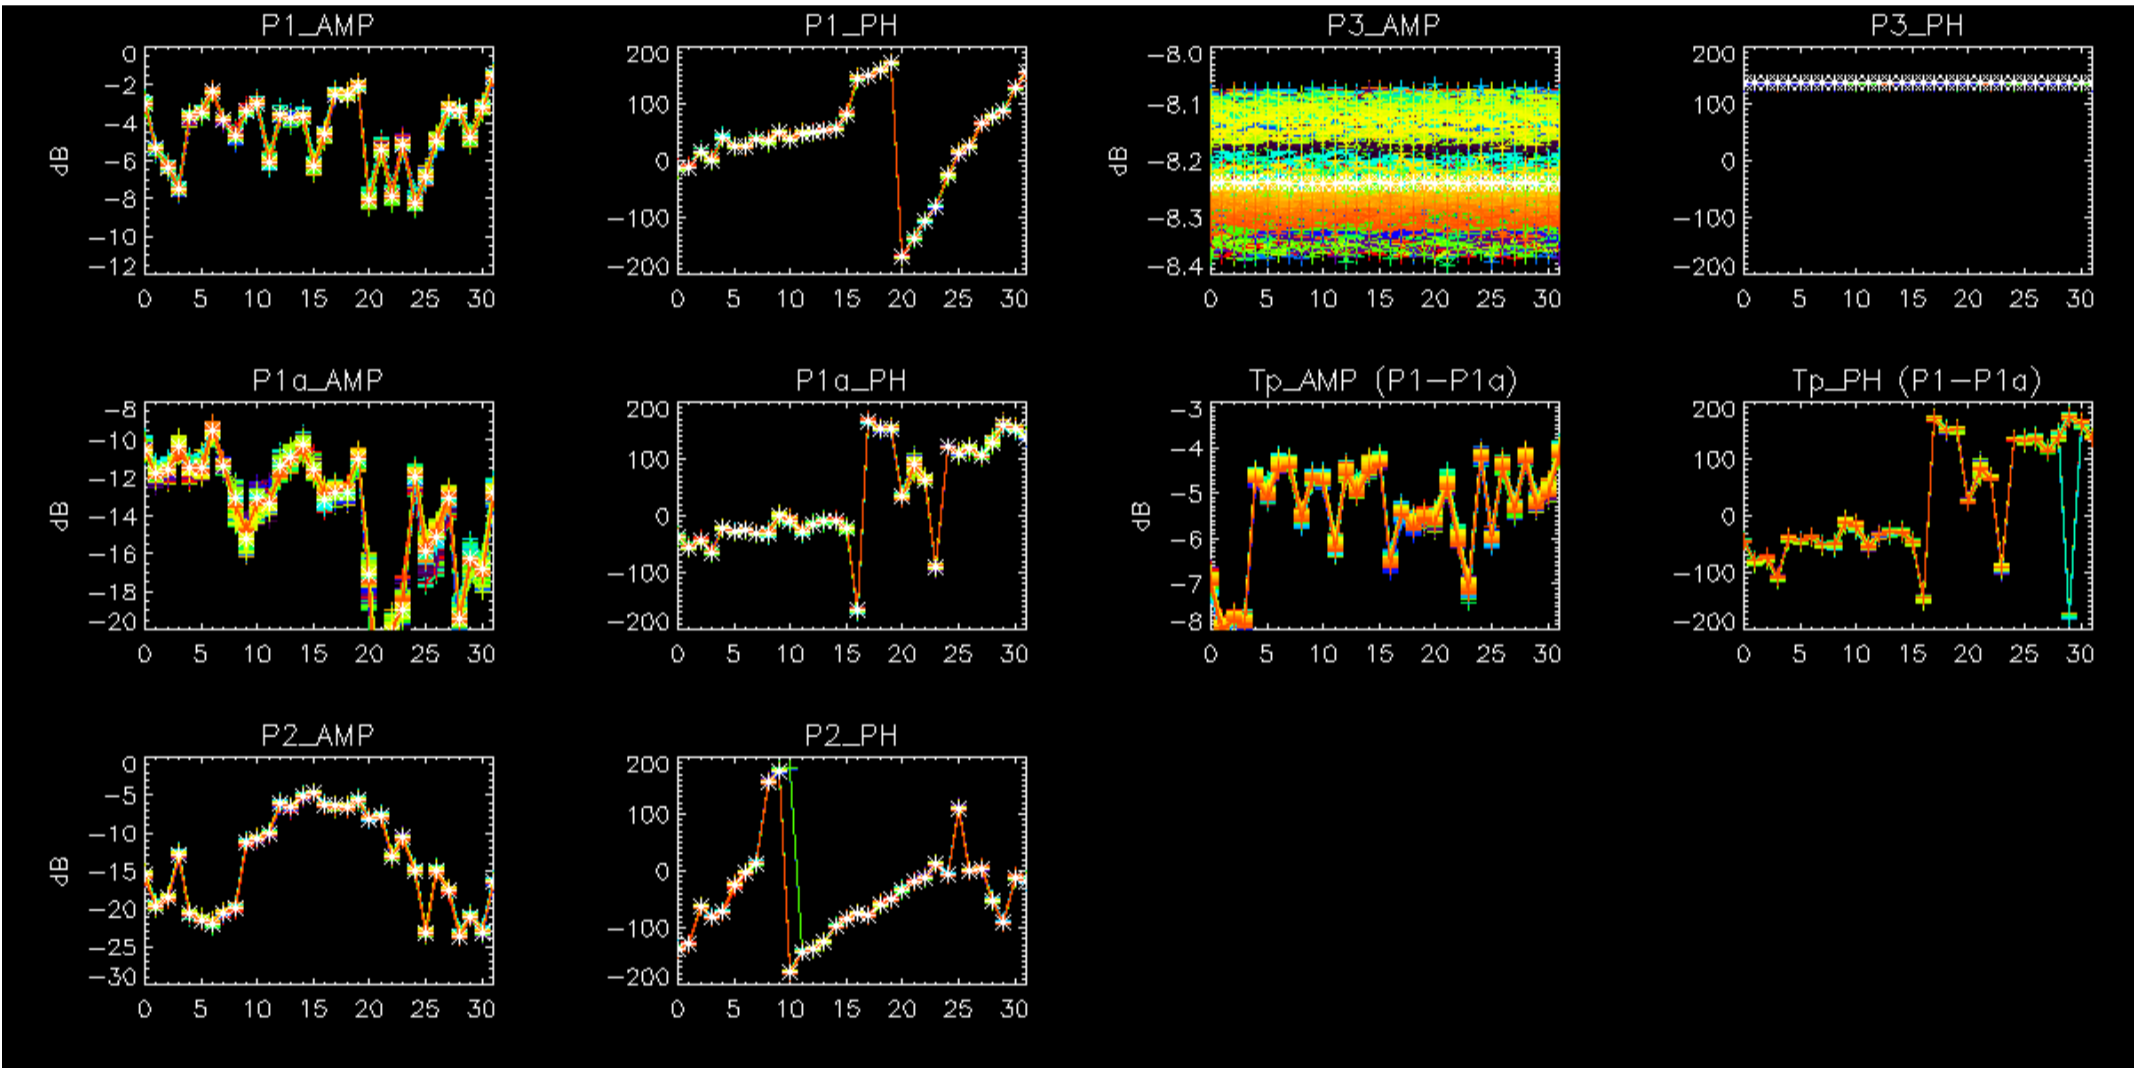 P1_AMP P1_PH P3_AMP P3_PH
0 200 −8.0 200
−2 100 −8.1 100
−4 0 −8.2 0
−6 −100 −8.3 −100
−8 −200 −8.4 −200
−10
−12
dB dB
0 5 10 15 20 25 30 0 5 10 15 20 25 30 0 5 10 15 20 25 30 0 5 10 15 20 25 30
P1a_AMP P1a_PH Tp_AMP (P1−P1a) Tp_PH (P1−P1a)
−8 200 −3 200
−10 100 −4 100
−12 0 −5 0
−14 −100 −6 −100
−16 −200 −7 −200
−18 −8
−20
dB dB
0 5 10 15 20 25 30 0 5 10 15 20 25 30 0 5 10 15 20 25 30 0 5 10 15 20 25 30
P2_AMP P2_PH
0 200
−5 100
−10 0
−15 −100
−20 −200
−25
−30
dB
0 5 10 15 20 25 30 0 5 10 15 20 25 30